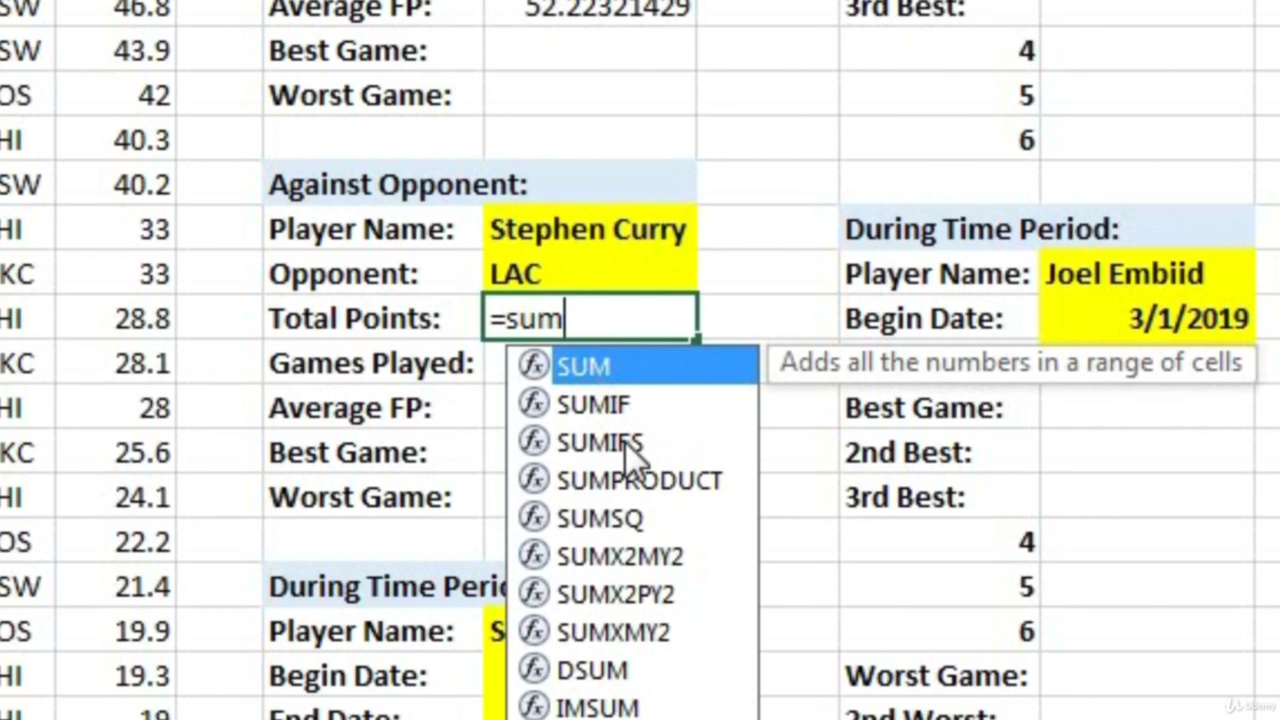 SW 46.8 Average FP: 52.22321429 3rd Best:
SW 43.9 Best Game: 4
OS 42 Worst Game: 5
HI 40.3 6
SW 40.2 Against Opponent:
HI 33 Player Name: Stephen Curry During Time Period:
KC 33 Opponent: LAC Player Name: Joel Embiid
HI 28.8 Total Points: =sum Begin Date: 3/1/2019
KC 28.1 Games Played: SUM Adds all the numbers in a range of cells
HI 28 Average FP: SUMIF Best Game:
KC 25.6 Best Game: SUMIFS 2nd Best:
HI 24.1 Worst Game: SUMPRODUCT 3rd Best:
OS 22.2 SUMSQ 4
SW 21.4 During Time Perio SUMX2MY2 5
OS 19.9 Player Name: S SUMX2PY2 6
HI 19.3 Begin Date: SUMXMY2 Worst Game:
HI 19 End Date: DSUM 2nd Worst:
IMSUM
Udemy